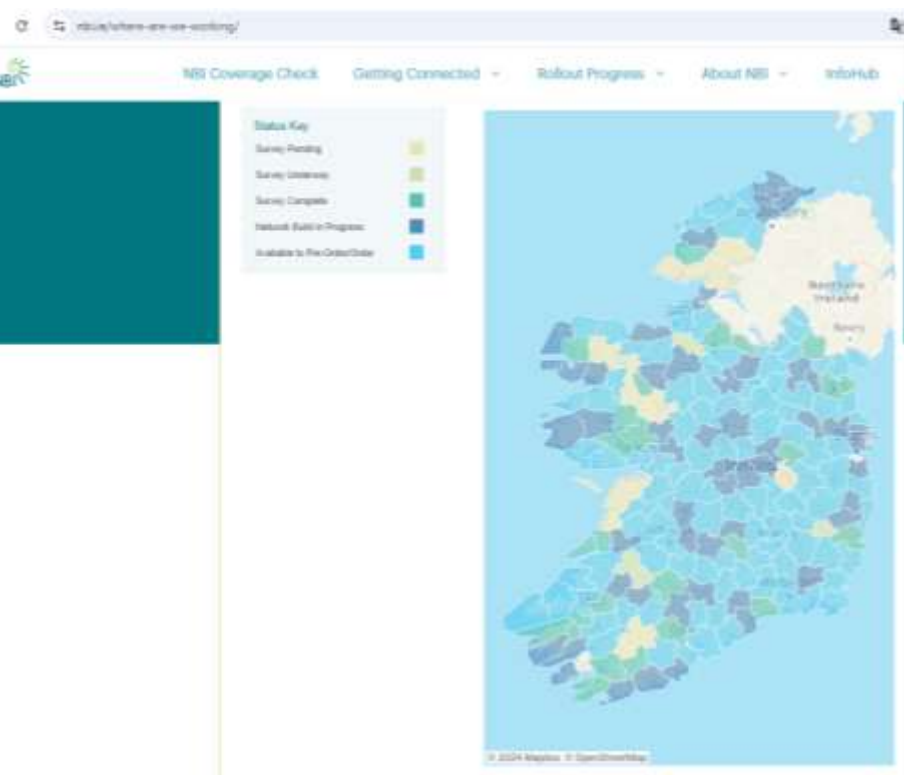 nbi.ie/where-are-we-working/
NBI Coverage Check Getting Connected Rollout Progress About NBI InfoHub
Status Key
Survey Pending
Survey Underway
Survey Complete
Network Build in Progress
Available to Pre-Order/Order
Northern
Ireland
Newry
Ireland
© 2024 Mapbox © OpenStreetMap